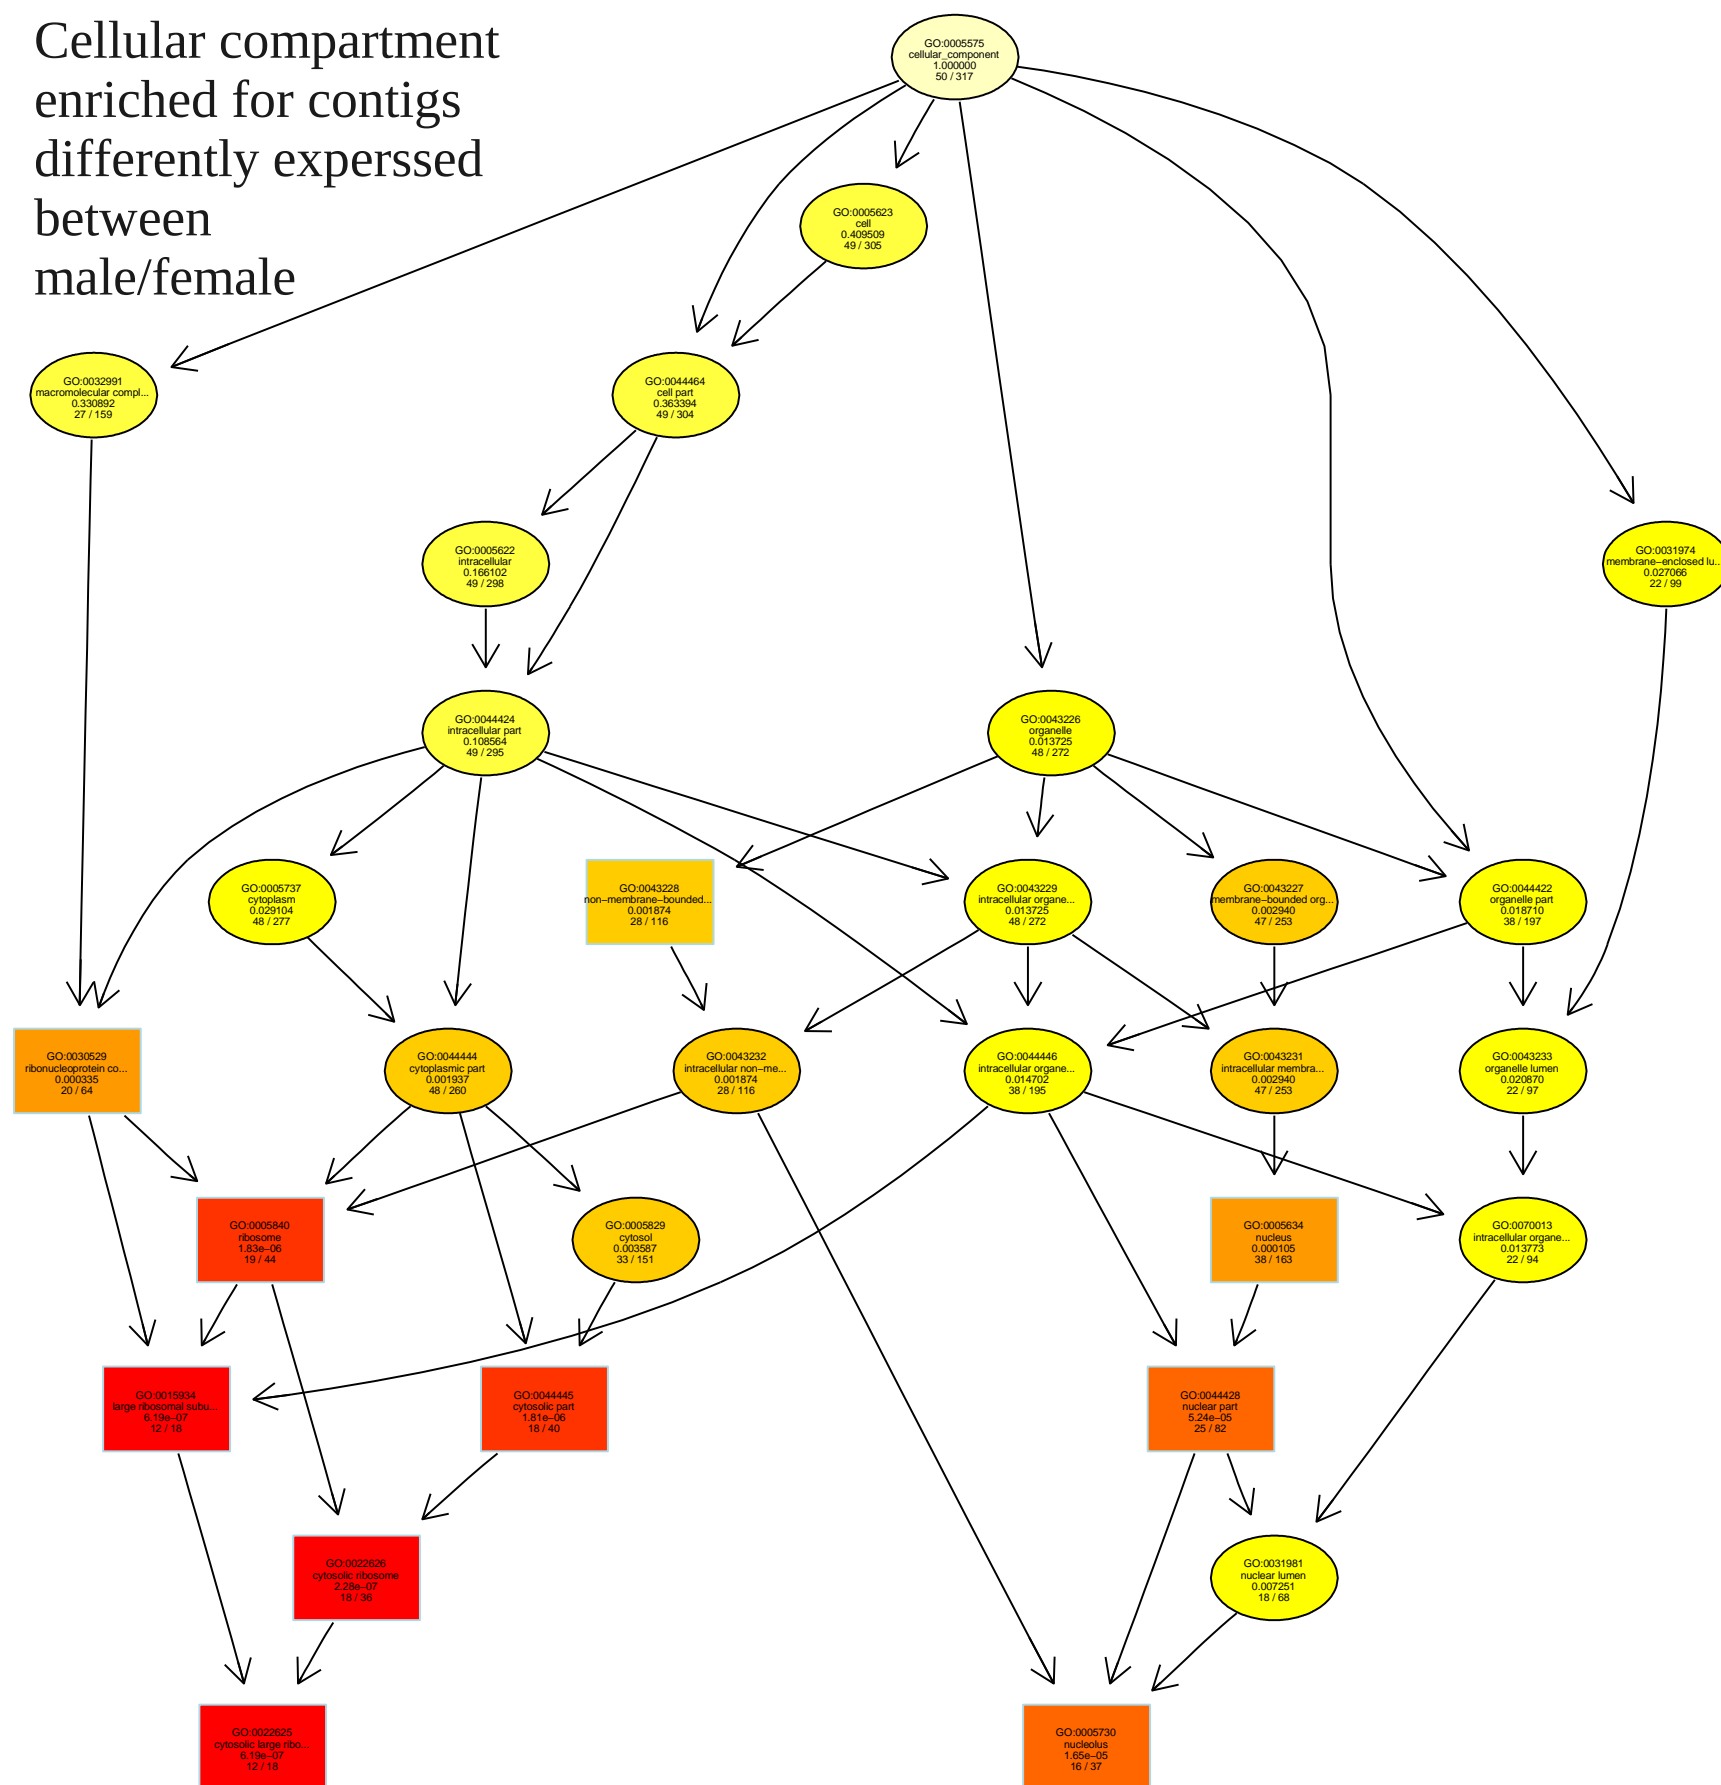 Cellular compartment
enriched for contigs
differently experssed
between
male/female
GO:0005575
cellular_component
1.000000
50 / 317
GO:0005623
cell
0.409509
49 / 305
GO:0032991
macromolecular compl...
0.330892
27 / 159
GO:0044464
cell part
0.363394
49 / 304
GO:0005622
intracellular
0.166102
49 / 298
GO:0031974
membrane−enclosed lu...
0.027066
22 / 99
GO:0044424
intracellular part
0.108564
49 / 295
GO:0043226
organelle
0.013725
48 / 272
GO:0005737
cytoplasm
0.029104
48 / 277
GO:0043228
non−membrane−bounded...
0.001874
28 / 116
GO:0043229
intracellular organe...
0.013725
48 / 272
GO:0043227
membrane−bounded org...
0.002940
47 / 253
GO:0044422
organelle part
0.018710
38 / 197
GO:0030529
ribonucleoprotein co...
0.000335
20 / 64
GO:0044444
cytoplasmic part
0.001937
48 / 260
GO:0043232
intracellular non−me...
0.001874
28 / 116
GO:0044446
intracellular organe...
0.014702
38 / 195
GO:0043231
intracellular membra...
0.002940
47 / 253
GO:0043233
organelle lumen
0.020870
22 / 97
GO:0005840
ribosome
1.83e−06
19 / 44
GO:0005829
cytosol
0.003587
33 / 151
GO:0005634
nucleus
0.000105
38 / 163
GO:0070013
intracellular organe...
0.013773
22 / 94
GO:0015934
large ribosomal subu...
6.19e−07
12 / 18
GO:0044445
cytosolic part
1.81e−06
18 / 40
GO:0044428
nuclear part
5.24e−05
25 / 82
GO:0022626
cytosolic ribosome
2.28e−07
18 / 36
GO:0031981
nuclear lumen
0.007251
18 / 68
GO:0022625
cytosolic large ribo...
6.19e−07
12 / 18
GO:0005730
nucleolus
1.65e−05
16 / 37